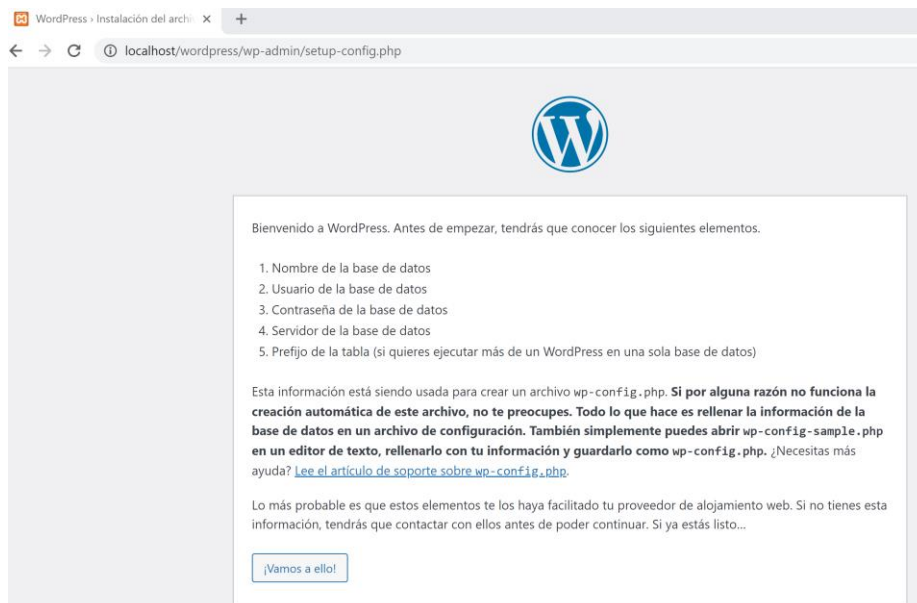 WordPress › Instalación del archi
localhost/wordpress/wp-admin/setup-config.php
Bienvenido a WordPress. Antes de empezar, tendrás que conocer los siguientes elementos.
1. Nombre de la base de datos
2. Usuario de la base de datos
3. Contraseña de la base de datos
4. Servidor de la base de datos
5. Prefijo de la tabla (si quieres ejecutar más de un WordPress en una sola base de datos)
Esta información está siendo usada para crear un archivo wp-config.php. Si por alguna razón no funciona la
creación automática de este archivo, no te preocupes. Todo lo que hace es rellenar la información de la
base de datos en un archivo de configuración. También simplemente puedes abrir wp-config-sample.php
en un editor de texto, rellenarlo con tu información y guardarlo como wp-config.php. ¿Necesitas más
ayuda? Lee el artículo de soporte sobre wp-config.php.
Lo más probable es que estos elementos te los haya facilitado tu proveedor de alojamiento web. Si no tienes esta
información, tendrás que contactar con ellos antes de poder continuar. Si ya estás listo...
¡Vamos a ello!